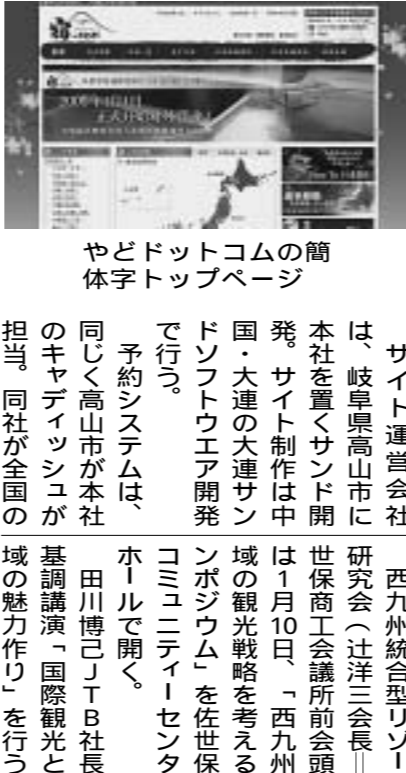 やどドットコムの簡
体字トップページ
サイト運営会社
は、岐阜県高山市に
本社を置くサンド開
発。サイト制作は中
国・大連の大連サン
ドソフトウエア開発
で行う。
予約システムは、
同じく高山市が本社
のキャディッシュが
担当。同社が全国の
西九州統合型リゾー
研究会（辻洋三会長＝
世保商工会議所前会頭
は1月10日、「西九州
域の観光戦略を考える
ンポジウム」を佐世保
コミュニティーセンタ
ホールで開く。
田川博己ＪＴＢ社長
基調講演「国際観光と
域の魅力作り」を行う